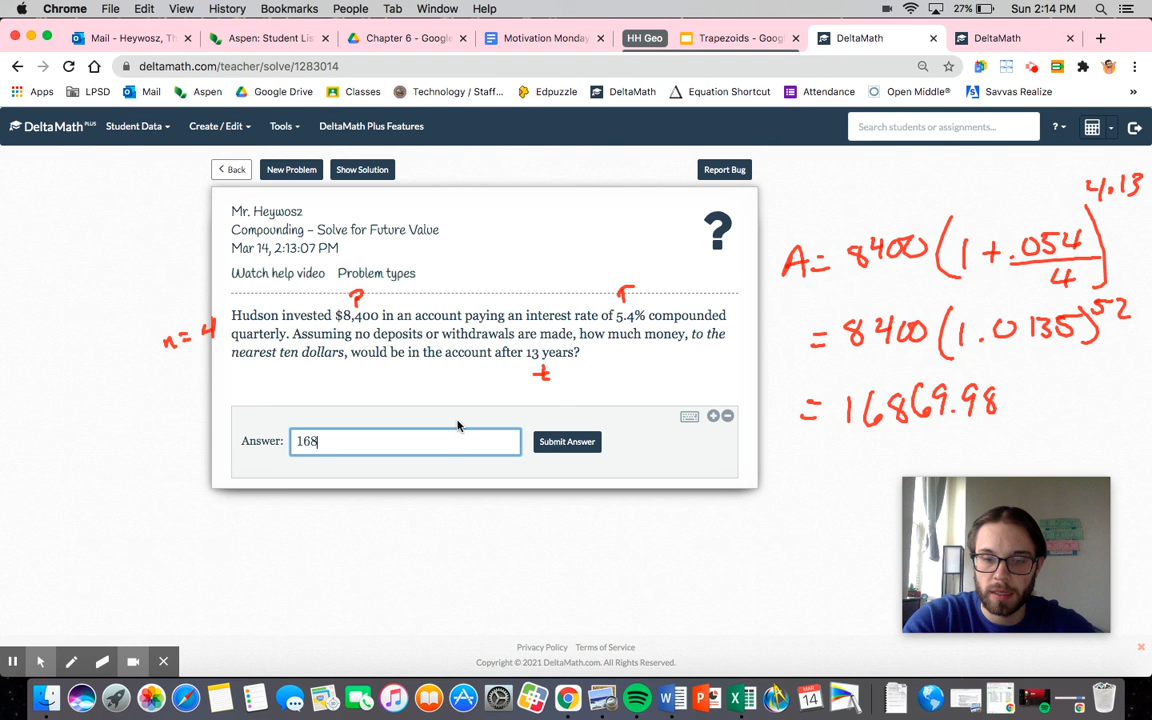 Chrome File Edit View History Bookmarks People Tab Window Help 27% Sun 2:14 PM
Mail - Heywosz, Th Aspen: Student Lis Chapter 6 - Google Motivation Monday HH Geo Trapezoids - Googl DeltaMath DeltaMath
deltamath.com/teacher/solve/1283014
Apps LPSD Mail Aspen Google Drive Classes Technology / Staff... Edpuzzle DeltaMath Equation Shortcut Attendance Open Middle® Savvas Realize »
DeltaMath PLUS Student Data Create / Edit Tools DeltaMath Plus Features Search students or assignments... ?
Back New Problem Show Solution Report Bug
Mr. Heywosz
Compounding - Solve for Future Value
Mar 14, 2:13:07 PM
?
Watch help video Problem types
r
Hudson invested $8,400 in an account paying an interest rate of 5.4% compounded
n = 4
quarterly. Assuming no deposits or withdrawals are made, how much money, to the
nearest ten dollars, would be in the account after 13 years?
t
Answer: 168 Submit Answer
A = 8400 (1 + .054/4)^4·13
= 8400 (1.0135)^52
= 16869.98
Privacy Policy Terms of Service
Copyright © 2021 DeltaMath.com. All Rights Reserved.
MAR
14